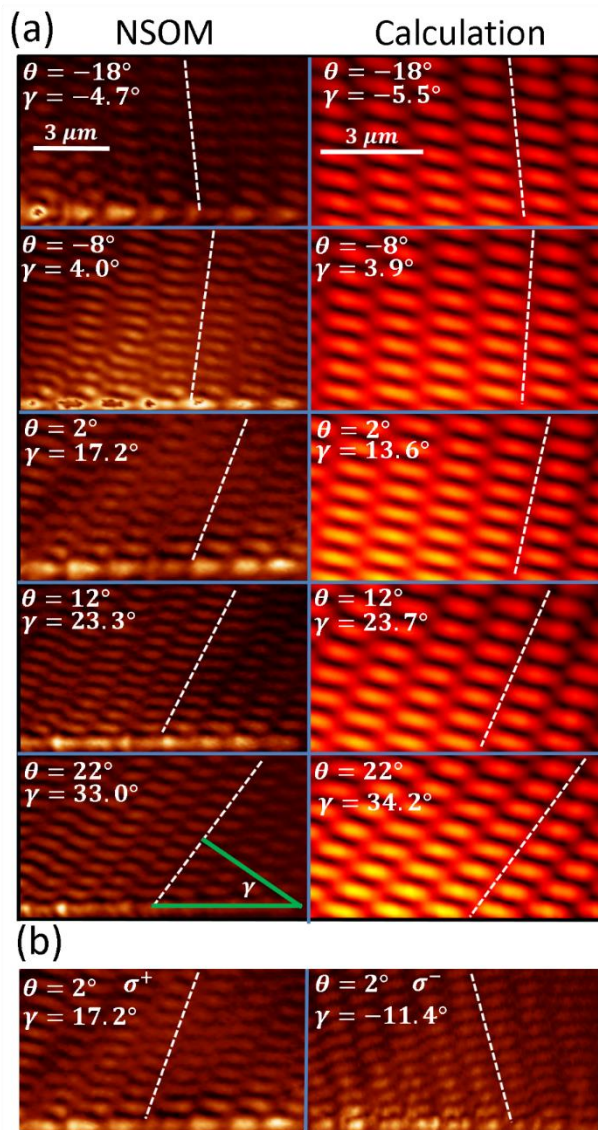 (a)
NSOM
Calculation
θ = −18°
γ = −4.7°
3 μm
θ = −18°
γ = −5.5°
θ = −8°
γ = 4.0°
θ = −8°
γ = 3.9°
θ = 2°
γ = 17.2°
θ = 2°
γ = 13.6°
θ = 12°
γ = 23.3°
θ = 12°
γ = 23.7°
θ = 22°
γ = 33.0°
γ
θ = 22°
γ = 34.2°
(b)
θ = 2° σ⁺
γ = 17.2°
θ = 2° σ⁻
γ = −11.4°